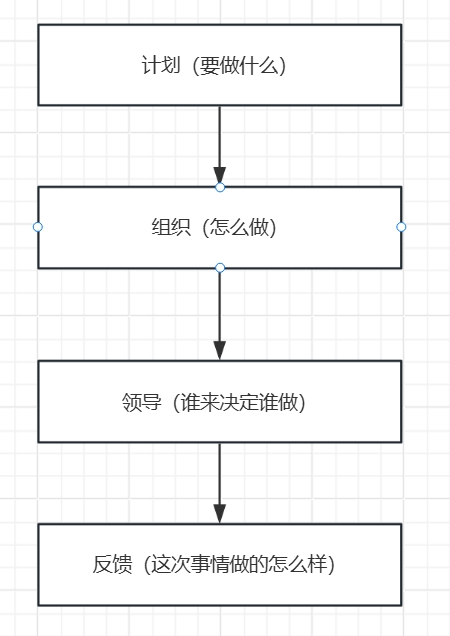 计划（要做什么）
组织（怎么做）
领导（谁来决定谁做）
反馈（这次事情做的怎么样）